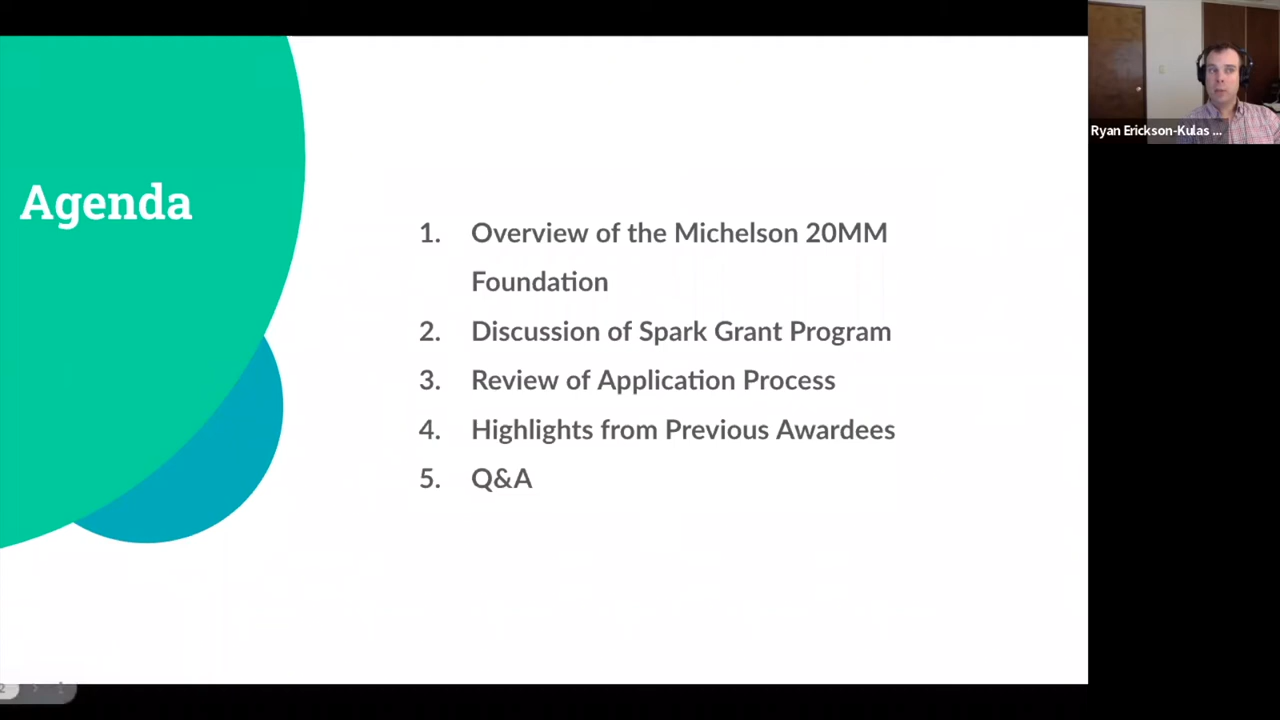 Agenda
1. Overview of the Michelson 20MM
Foundation
2. Discussion of Spark Grant Program
3. Review of Application Process
4. Highlights from Previous Awardees
5. Q&A
Ryan Erickson-Kulas ...
2